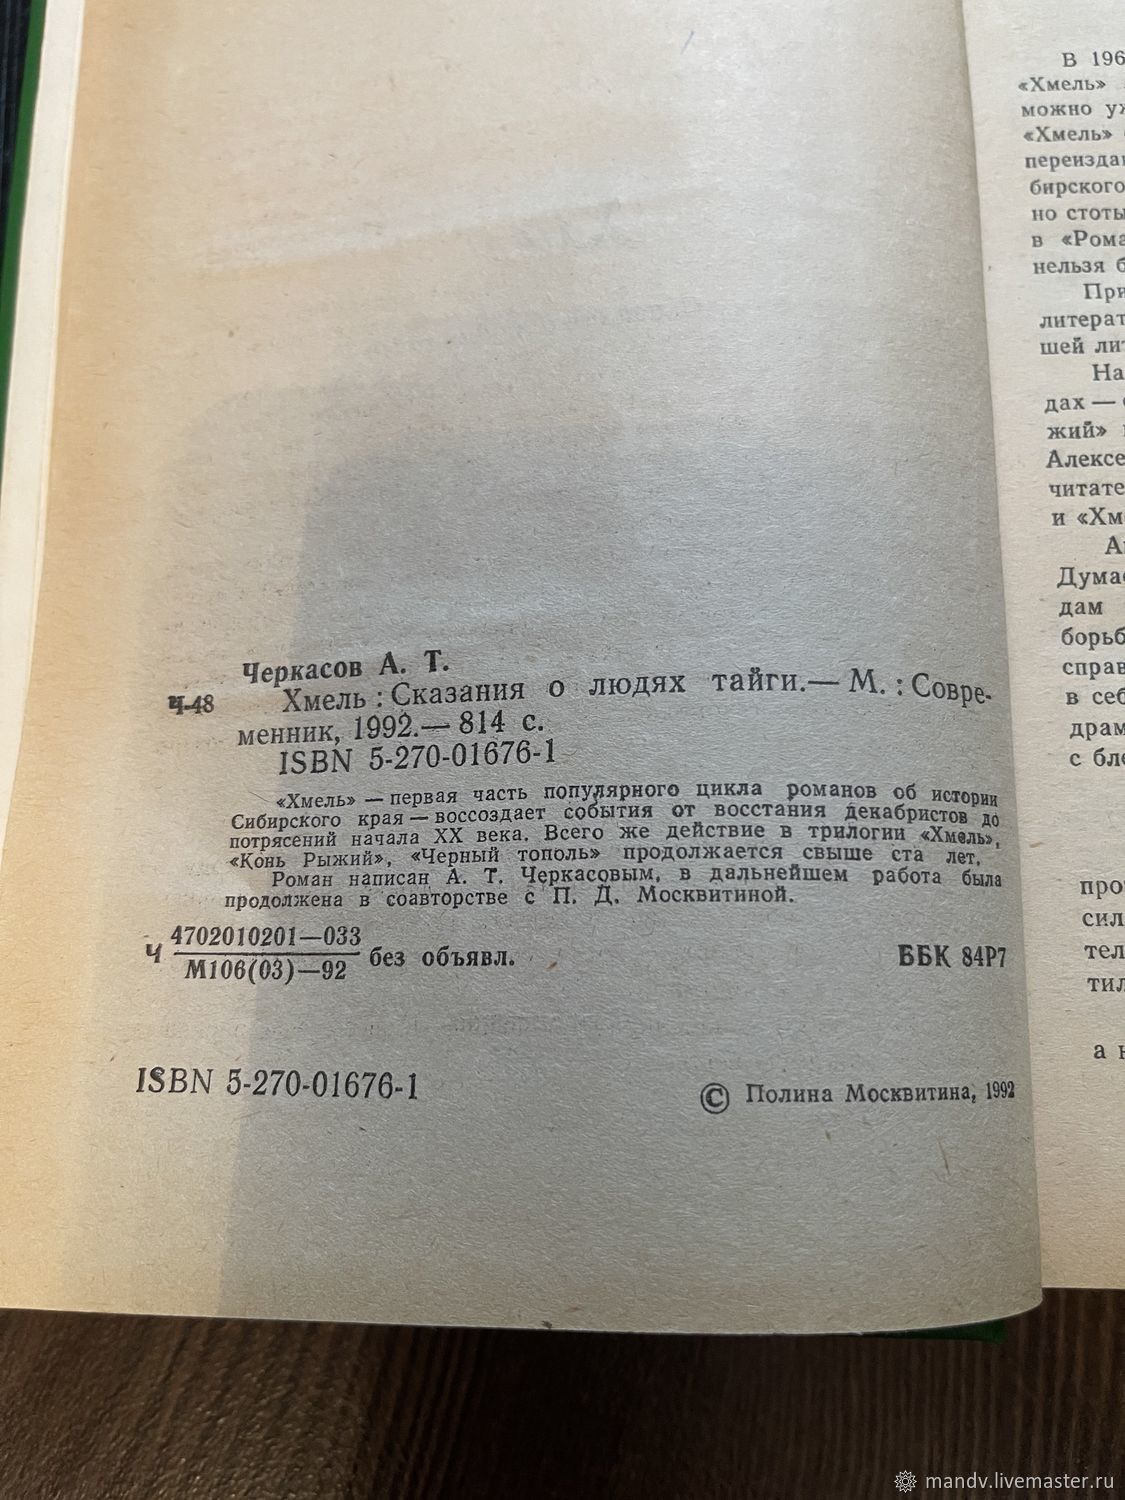 Черкасов А. Т.
Ч-48 Хмель : Сказания о людях тайги.— М. : Совре-
менник, 1992.— 814 с.
ISBN 5-270-01676-1
«Хмель» — первая часть популярного цикла романов об истории
Сибирского края — воссоздает события от восстания декабристов до
потрясений начала XX века. Всего же действие в трилогии «Хмель»,
«Конь Рыжий», «Черный тополь» продолжается свыше ста лет,
Роман написан А. Т. Черкасовым, в дальнейшем работа была
продолжена в соавторстве с П. Д. Москвитиной.
4702010201—033
Ч без объявл. ББК 84Р7
М106(03)—92
ISBN 5-270-01676-1
© Полина Москвитина, 1992
В 196
«Хмель»
можно уж
«Хмель»
переиздан
бирского
но стоты
в «Рома
нельзя б
При
литерат
шей лит
На
дах —
жий»
Алексе
читате
и «Хм
Думас
дам
борьб
справ
в себ
драм
с бле
про
сил
тел
тил
а н
mandv.livemaster.ru